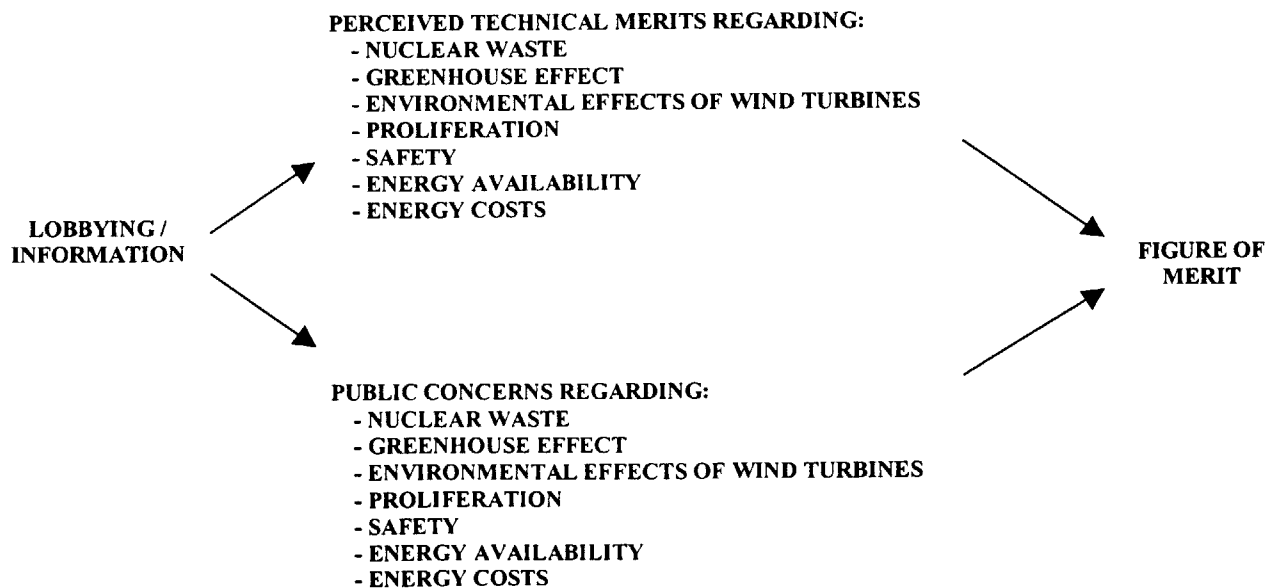 PERCEIVED TECHNICAL MERITS REGARDING:
- NUCLEAR WASTE
- GREENHOUSE EFFECT
- ENVIRONMENTAL EFFECTS OF WIND TURBINES
- PROLIFERATION
- SAFETY
- ENERGY AVAILABILITY
- ENERGY COSTS
LOBBYING /
INFORMATION
FIGURE OF
MERIT
PUBLIC CONCERNS REGARDING:
- NUCLEAR WASTE
- GREENHOUSE EFFECT
- ENVIRONMENTAL EFFECTS OF WIND TURBINES
- PROLIFERATION
- SAFETY
- ENERGY AVAILABILITY
- ENERGY COSTS